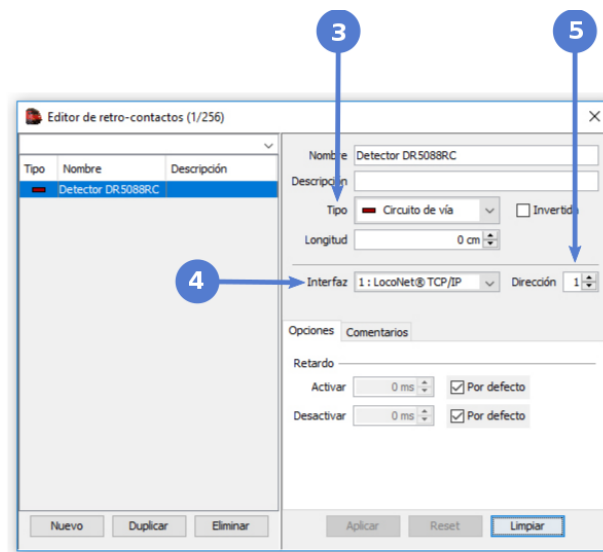 3
5
Editor de retro-contactos (1/256)
Tipo Nombre Descripción
Detector DR5088RC
Nombre Detector DR5088RC
Descripción
Tipo Circuito de vía Invertida
Longitud 0 cm
4
Interfaz 1 : LocoNet® TCP/IP Dirección 1
Opciones Comentarios
Retardo
Activar 0 ms Por defecto
Desactivar 0 ms Por defecto
Nuevo Duplicar Eliminar Aplicar Reset Limpiar